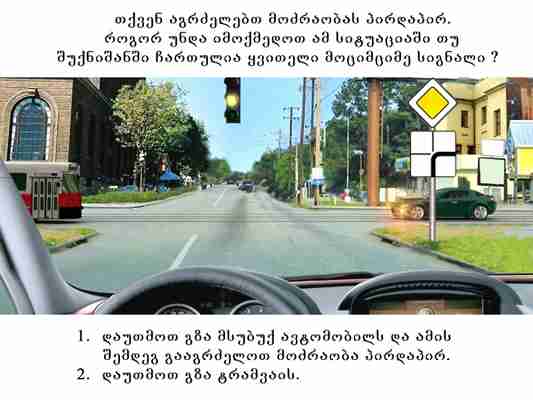 თქვენ აგრძელებთ მოძრაობას პირდაპირ.
როგორ უნდა იმოქმედოთ ამ სიტუაციაში თუ
შუქნიშანში ჩართულია ყვითელი მოციმციმე სიგნალი ?
1. დაუთმოთ გზა მსუბუქ ავტომობილს და ამის
შემდეგ გააგრძელოთ მოძრაობა პირდაპირ.
2. დაუთმოთ გზა ტრამვაის.